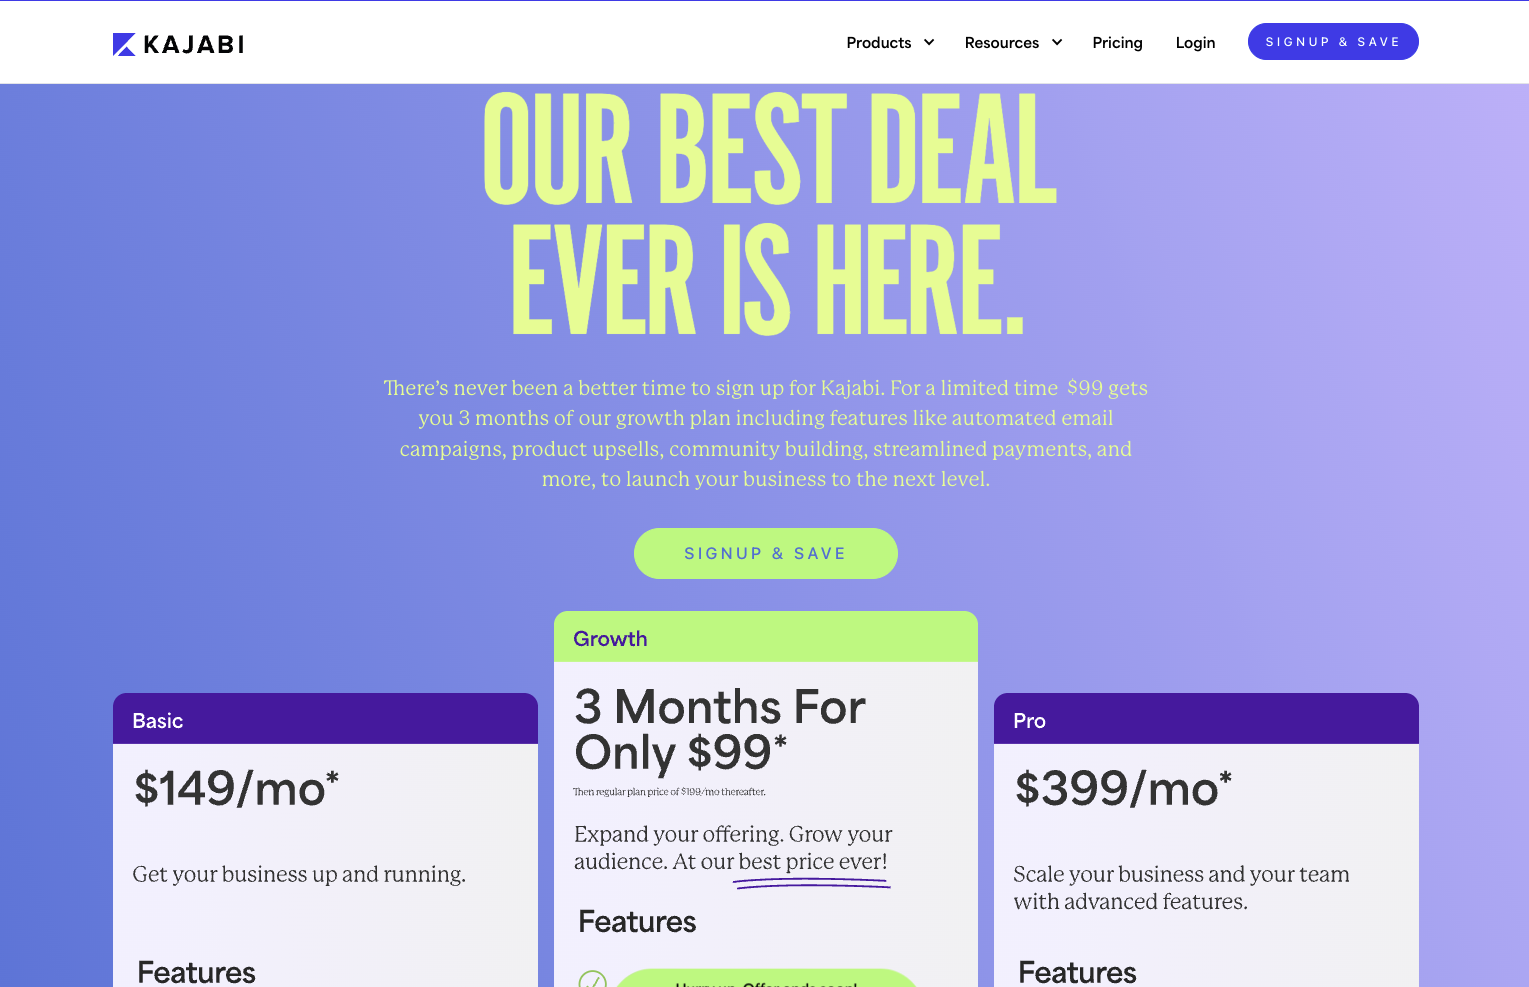 KAJABI
Products
Resources
Pricing
Login
SIGNUP & SAVE
OUR BEST DEAL
EVER IS HERE.
There’s never been a better time to sign up for Kajabi. For a limited time $99 gets
you 3 months of our growth plan including features like automated email
campaigns, product upsells, community building, streamlined payments, and
more, to launch your business to the next level.
SIGNUP & SAVE
Basic
$149/mo*
Get your business up and running.
Features
Growth
3 Months For
Only $99*
Then regular plan price of $199/mo thereafter.
Expand your offering. Grow your
audience. At our best price ever!
Features
Hurry up. Offer ends soon!
Pro
$399/mo*
Scale your business and your team
with advanced features.
Features